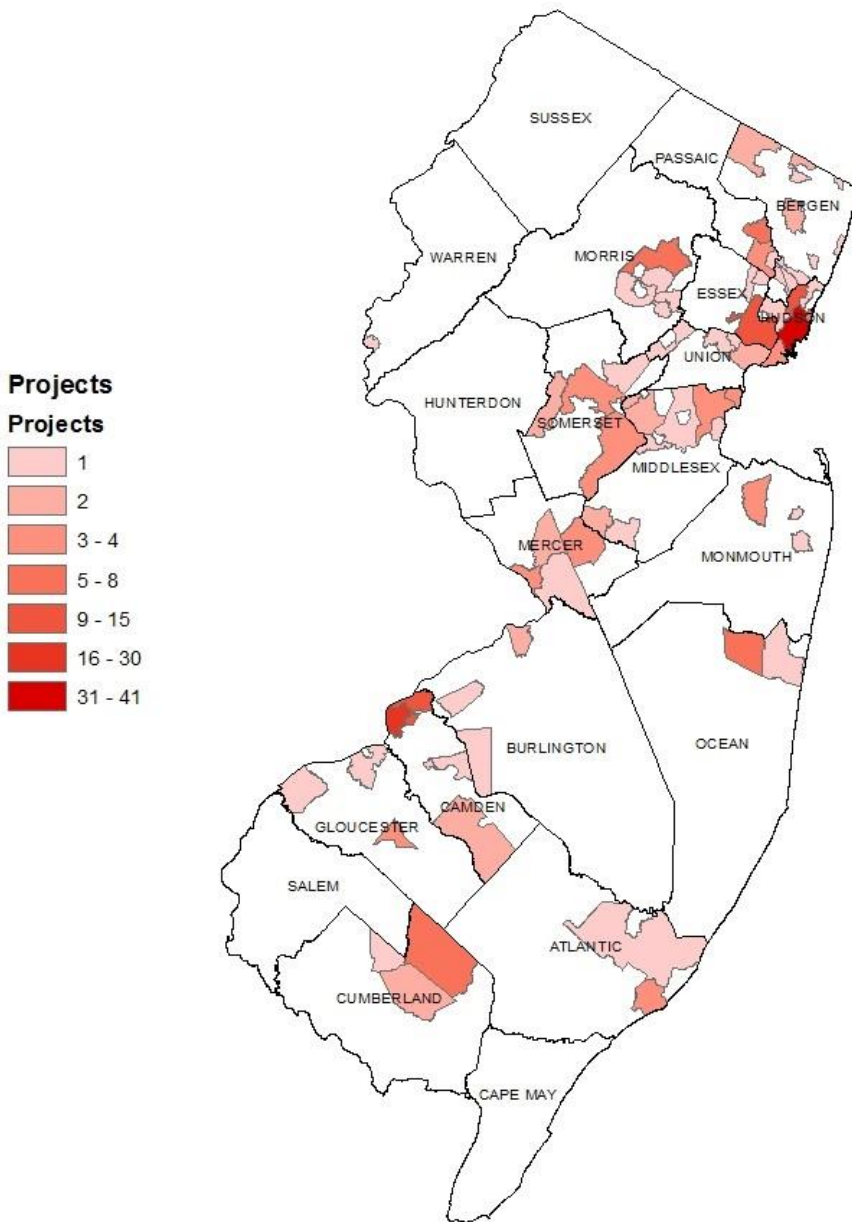 SUSSEX
PASSAIC
BERGEN
WARREN
MORRIS
ESSEX
HUDSON
UNION
HUNTERDON
SOMERSET
MIDDLESEX
MERCER
MONMOUTH
OCEAN
BURLINGTON
CAMDEN
GLOUCESTER
SALEM
ATLANTIC
CUMBERLAND
CAPE MAY
Projects
Projects
1
2
3 - 4
5 - 8
9 - 15
16 - 30
31 - 41